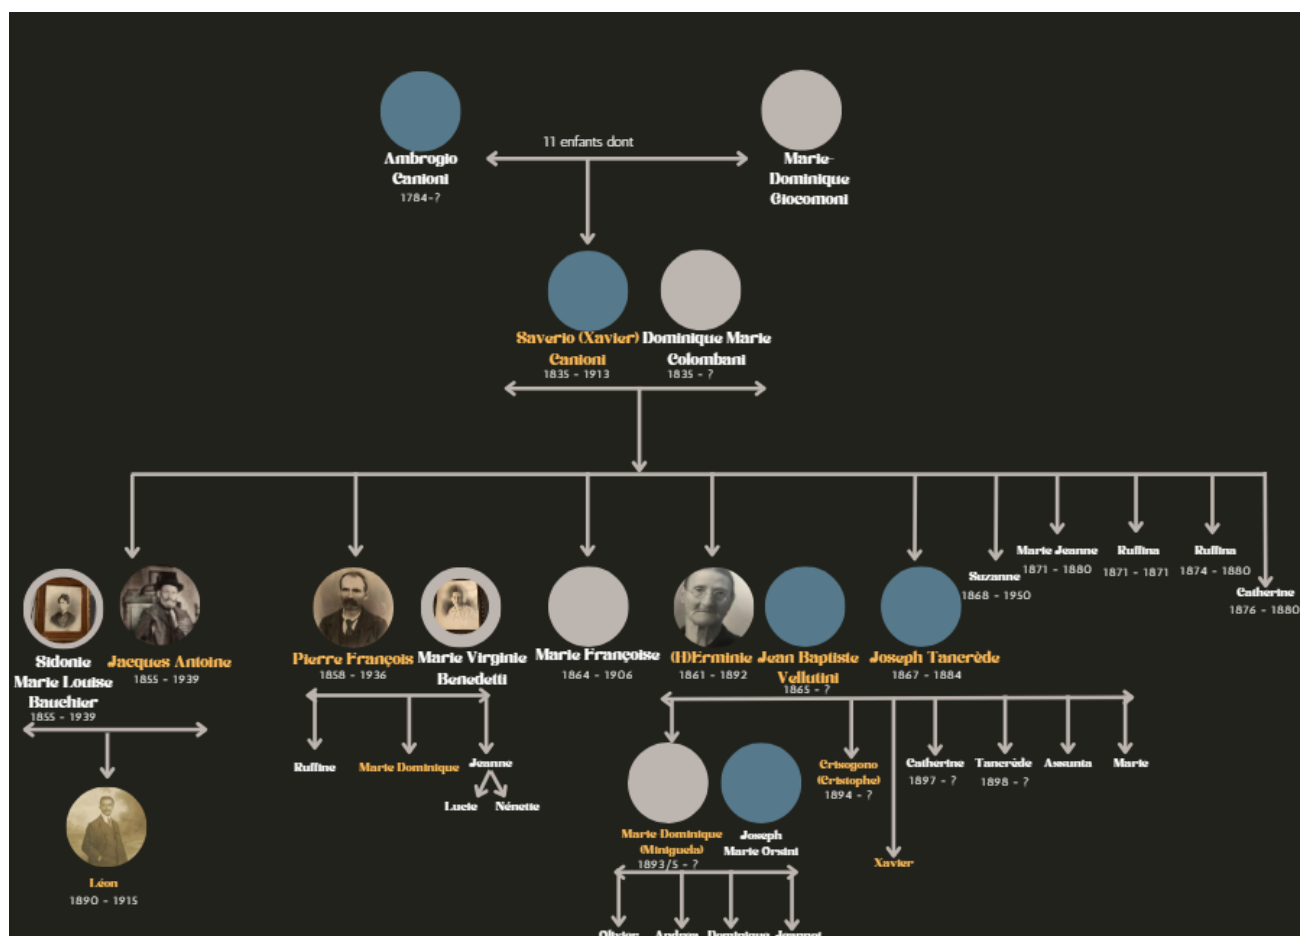 11 enfants dont
Ambrogio
Canioni
1784-?
Marie-
Dominique
Giocomoni
Saverio (Xavier)
Canioni
1835 - 1913
Dominique Marie
Colombani
1835 - ?
Sidonie
Marie Louise
Bauchier
1855 - 1939
Jacques Antoine
1855 - 1939
Pierre François
1858 - 1936
Marie Virginie
Benedetti
Marie Françoise
1864 - 1906
(H)Erminie
1861 - 1892
Jean Baptiste
Vellutini
1865 - ?
Joseph Tancrède
1867 - 1884
Suzanne
1868 - 1950
Marie Jeanne
1871 - 1880
Ruffina
1871 - 1871
Ruffina
1874 - 1880
Catherine
1876 - 1880
Léon
1890 - 1915
Ruffine
Marie Dominique
Jeanne
Lucie
Nénette
Marie Dominique
(Miniguela)
1893/5 - ?
Joseph
Marie Orsini
Crisogono
(Cristophe)
1894 - ?
Xavier
Catherine
1897 - ?
Tancrède
1898 - ?
Assunta
Marie
Olivier
Dominique